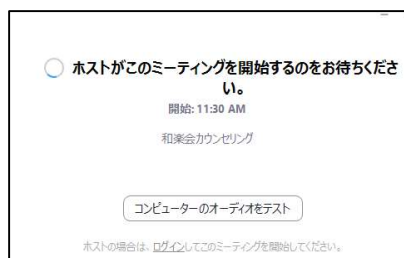 ホストがこのミーティングを開始するのをお待ちくださ
い。
開始: 11:30 AM
和楽会カウンセリング
コンピューターのオーディオをテスト
ホストの場合は、ログインしてこのミーティングを開始してください。